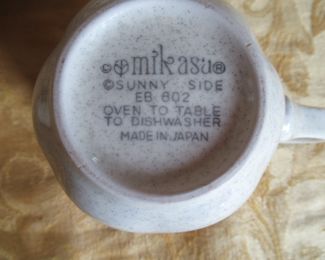 © mikasa®
© SUNNY SIDE
EB 802
OVEN TO TABLE
TO DISHWASHER
MADE IN JAPAN